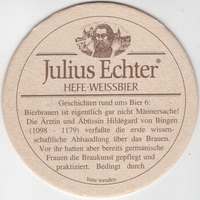 Julius Echter®
HEFE-WEISSBIER
Geschichten rund ums Bier 6:
Bierbrauen ist eigentlich gar nicht Männersache!
Die Ärztin und Äbtissin Hildegard von Bingen
(1098 - 1179) verfaßte die erste wissen-
schaftliche Abhandlung über das Brauen.
Vor ihr hatten aber bereits germanische
Frauen die Braukunst gepflegt und
praktiziert. Bedingt durch
bitte wenden